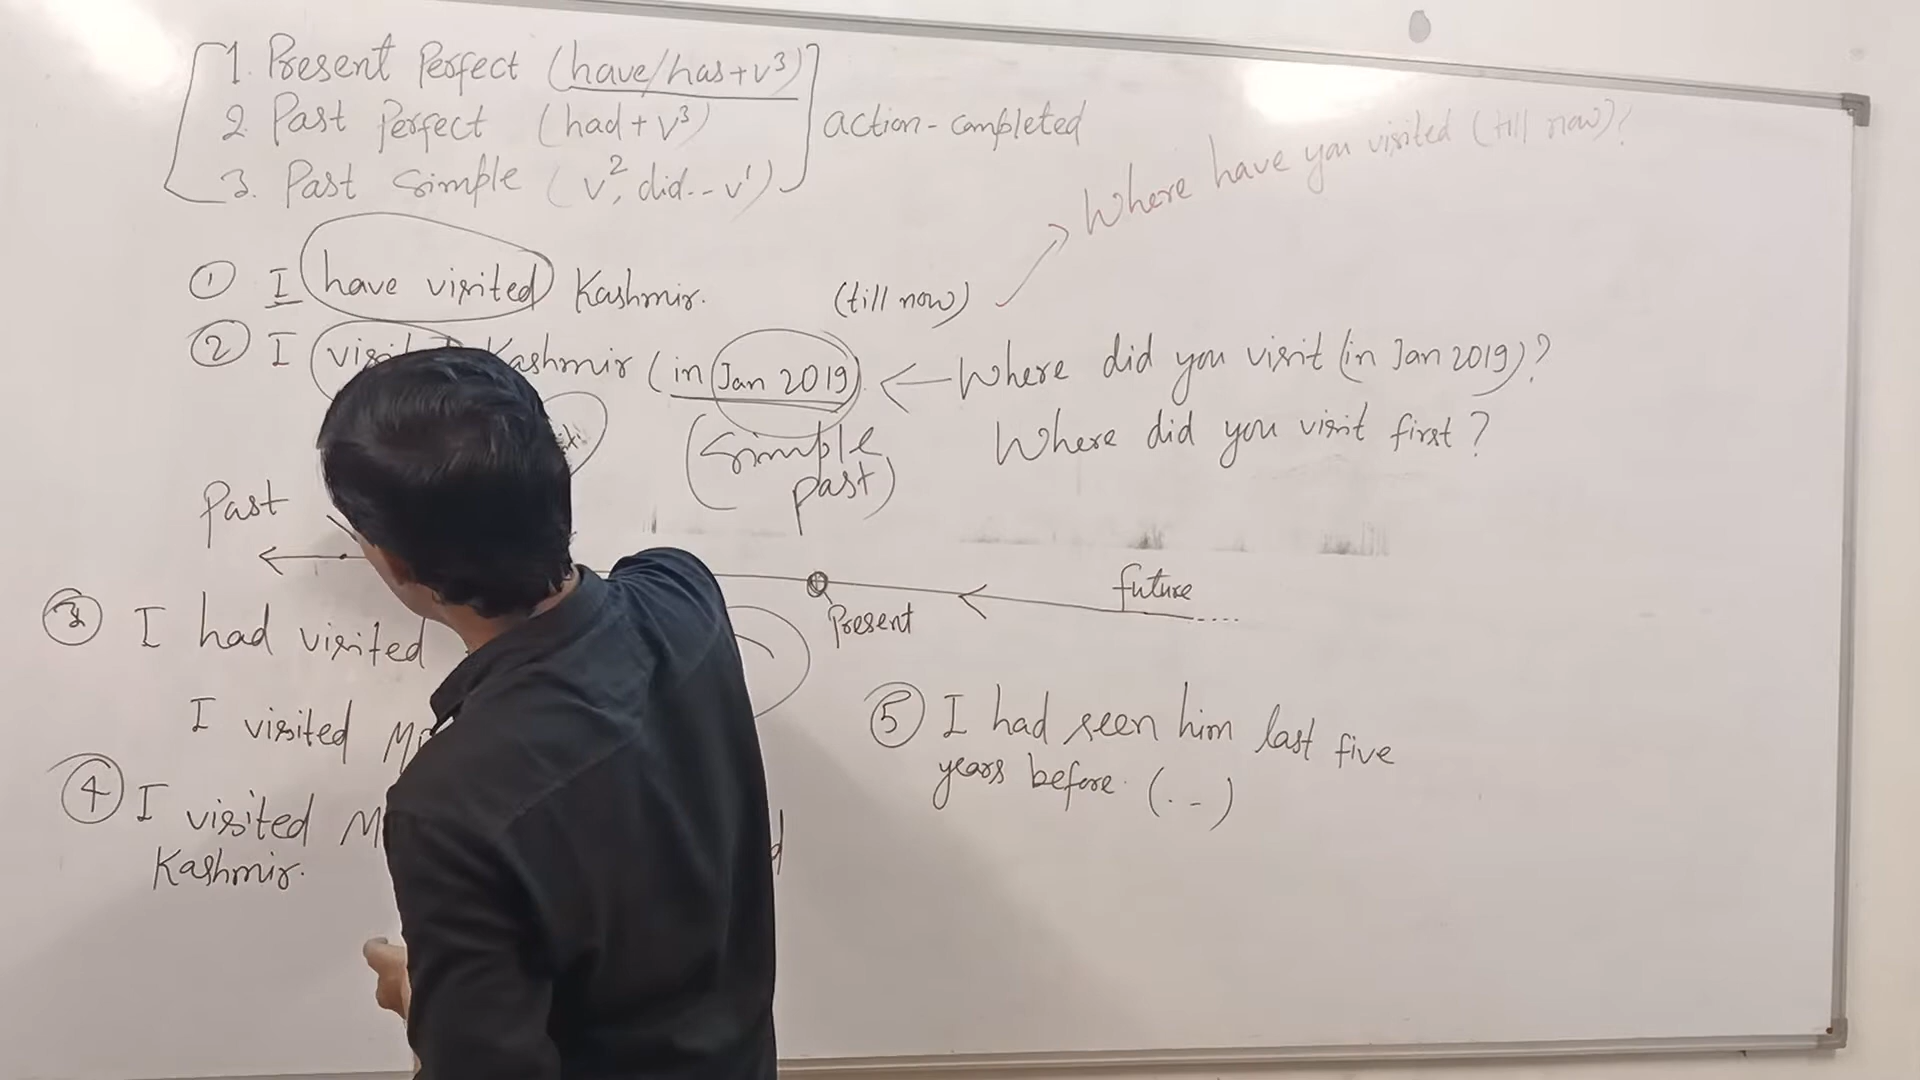 1. Present Perfect (have/has+v³)
2. Past Perfect (had+v³)
3. Past Simple (v², did-- v¹)
action-completed
Where have you visited (till now)?
① I have visited Kashmir. (till now)
② I Kashmir (in Jan 2019)
Where did you visit (in Jan 2019)?
Where did you visit first?
(Simple
past)
Past
Present
future
③ I had visited
I visited
④ I visited
Kashmir.
⑤ I had seen him last five
years before. (.-)